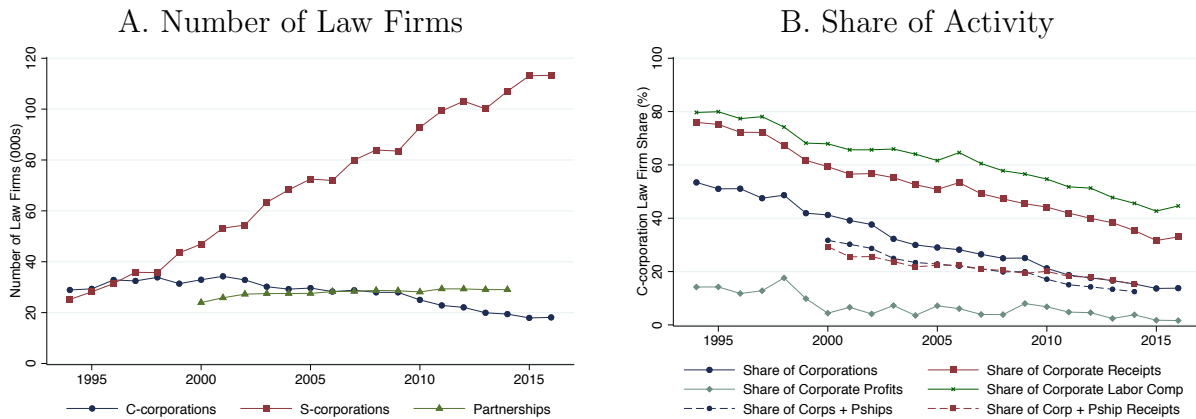 A. Number of Law Firms
Number of Law Firms (000s)
120
100
80
60
40
20
0
1995 2000 2005 2010 2015
C-corporations S-corporations Partnerships
B. Share of Activity
C-corporation Law Firm Share (%)
100
80
60
40
20
0
1995 2000 2005 2010 2015
Share of Corporations Share of Corporate Receipts
Share of Corporate Profits Share of Corporate Labor Comp
Share of Corps + Pships Share of Corp + Pship Receipts